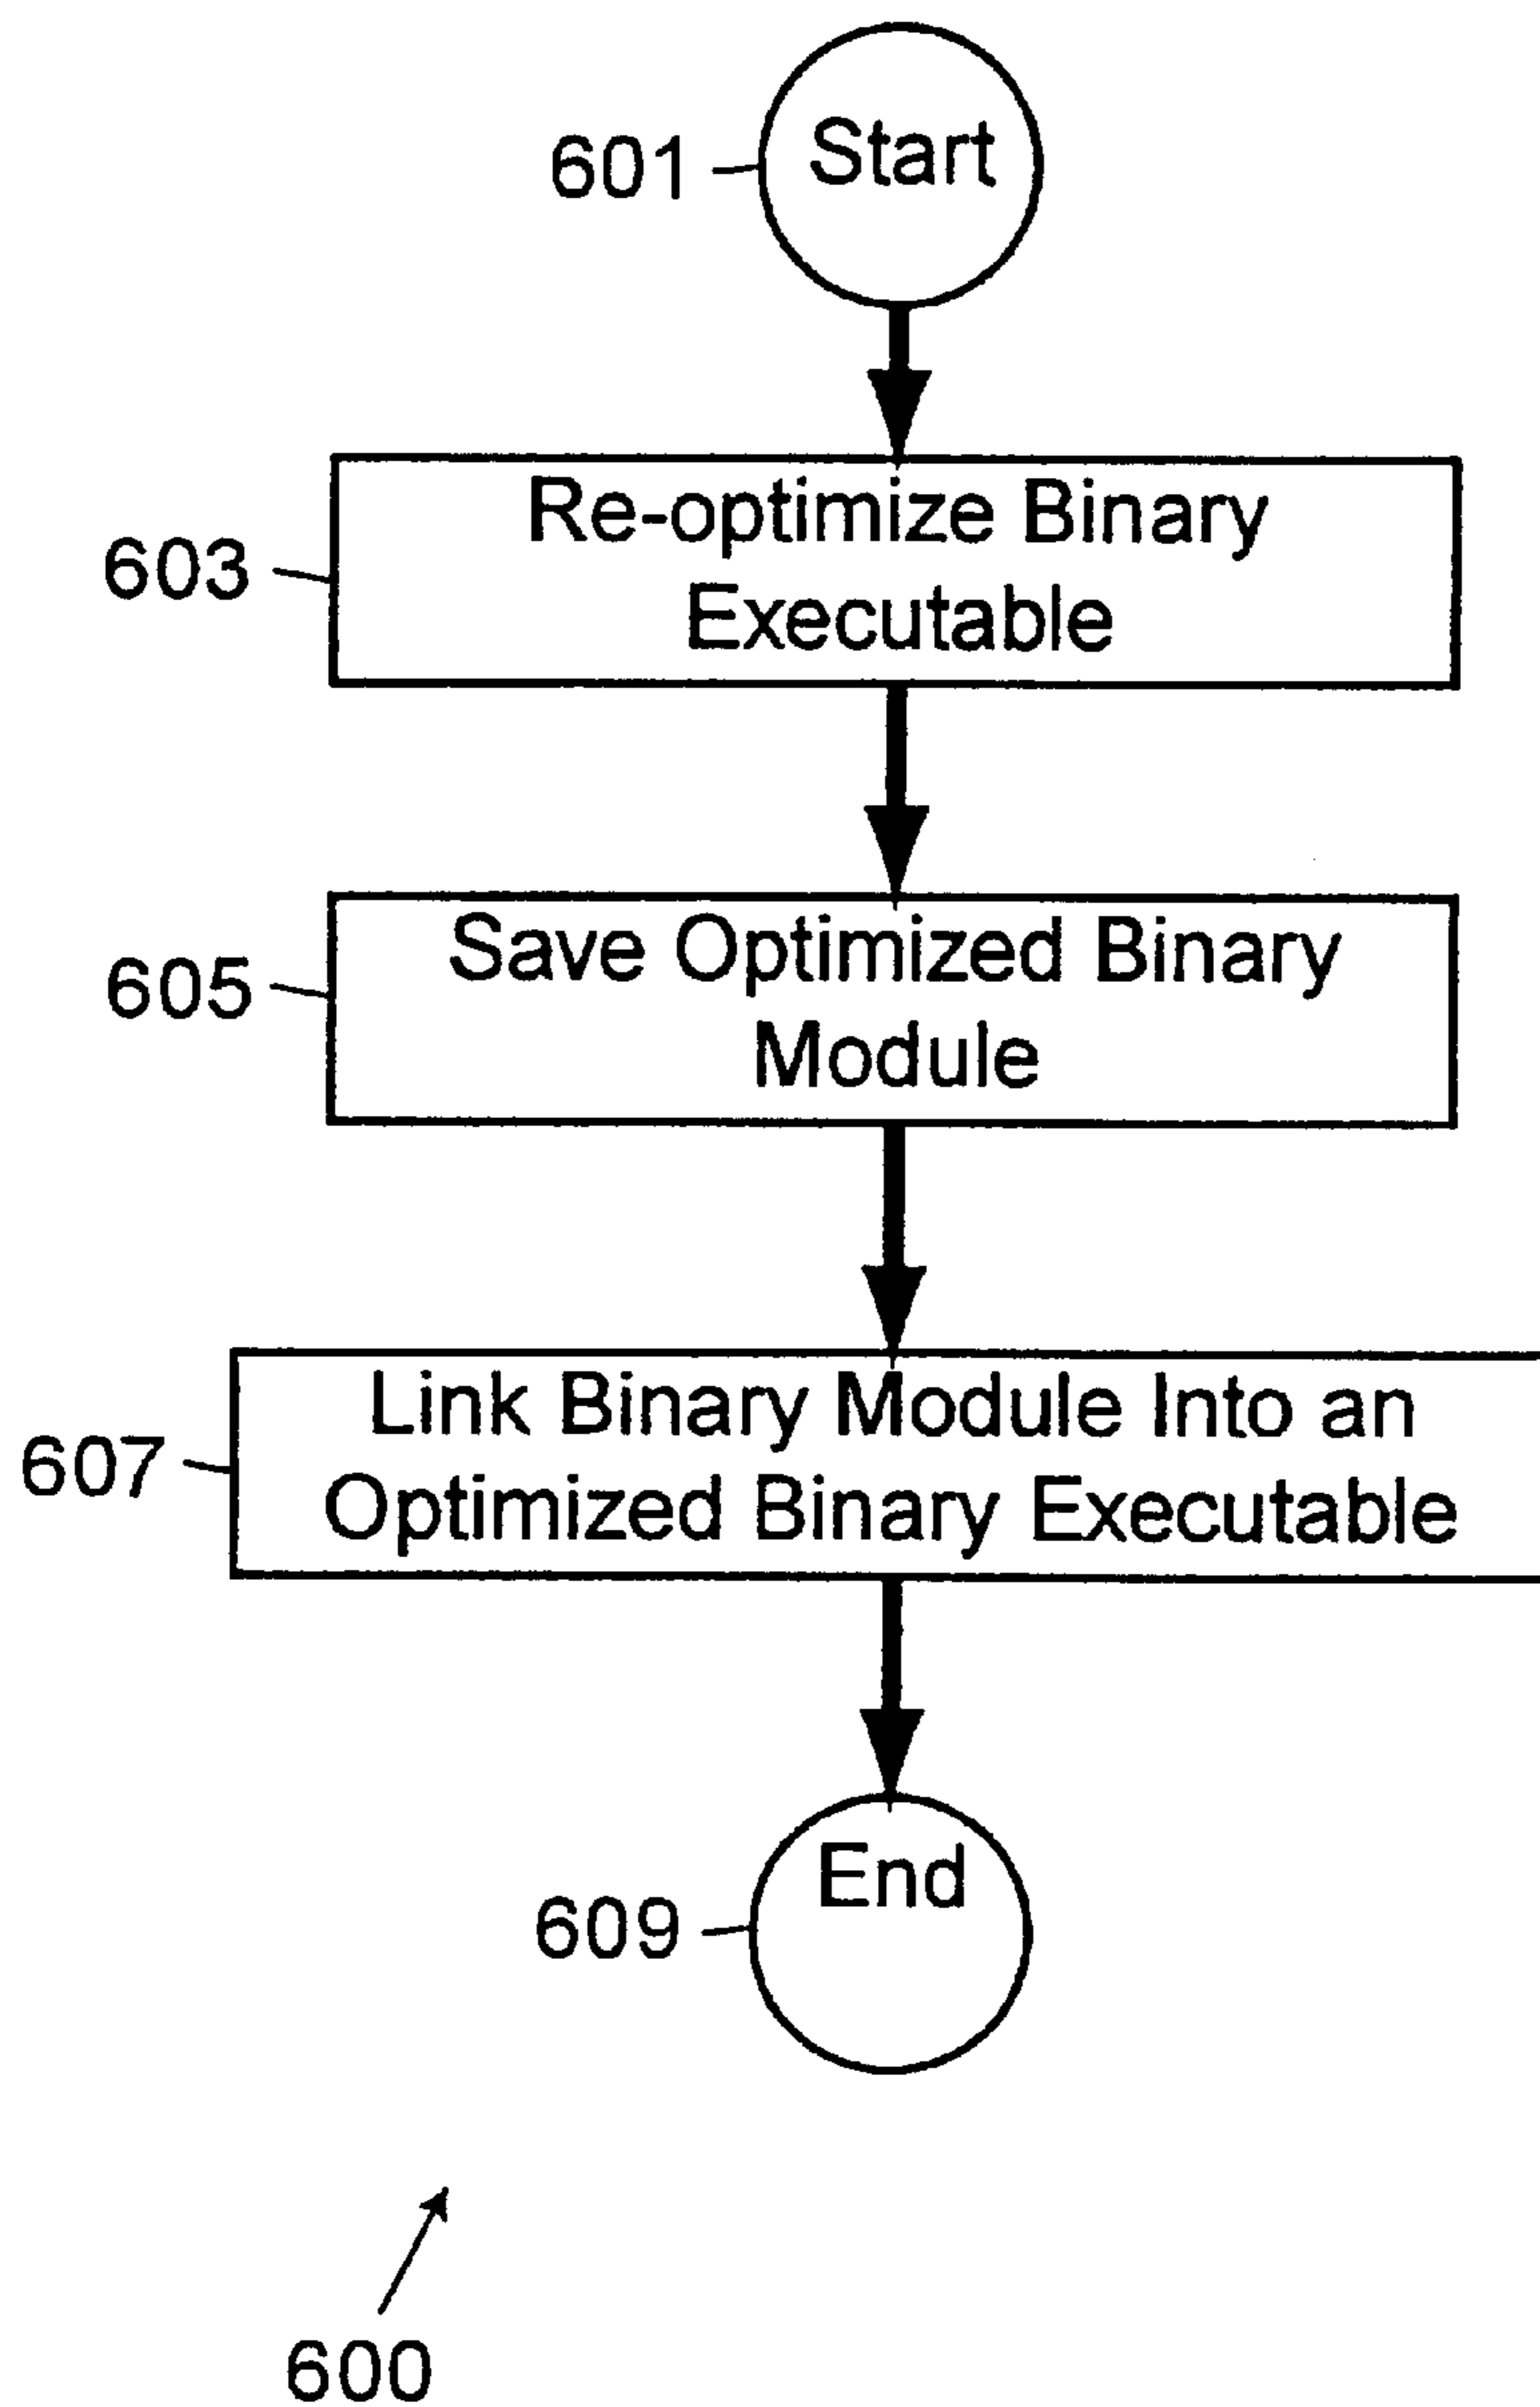 601
Start
603
Re-optimize Binary
Executable
605
Save Optimized Binary
Module
607
Link Binary Module Into an
Optimized Binary Executable
609
End
600